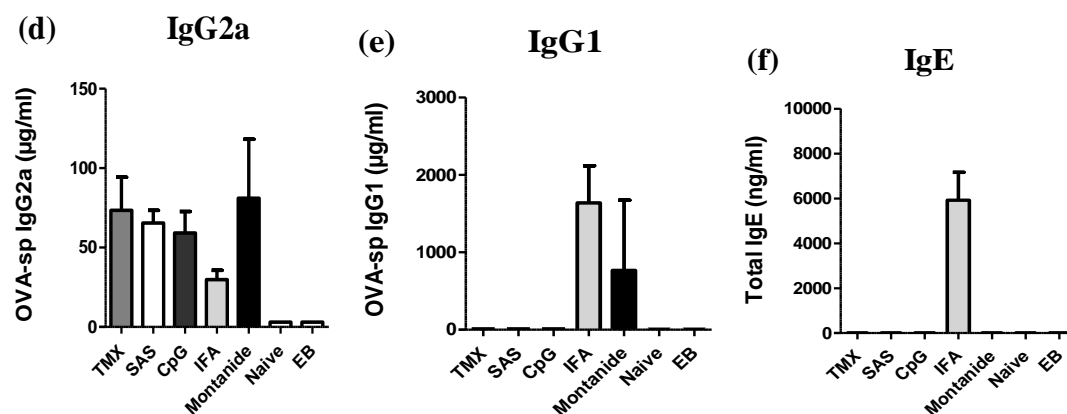 (d) IgG2a
OVA-sp IgG2a (µg/ml)
150
100
50
0
TMX
SAS
CpG
IFA
Montanide
Naive
EB
(e) IgG1
OVA-sp IgG1 (µg/ml)
3000
2000
1000
0
TMX
SAS
CpG
IFA
Montanide
Naive
EB
(f) IgE
Total IgE (ng/ml)
10000
8000
6000
4000
2000
0
TMX
SAS
CpG
IFA
Montanide
Naive
EB